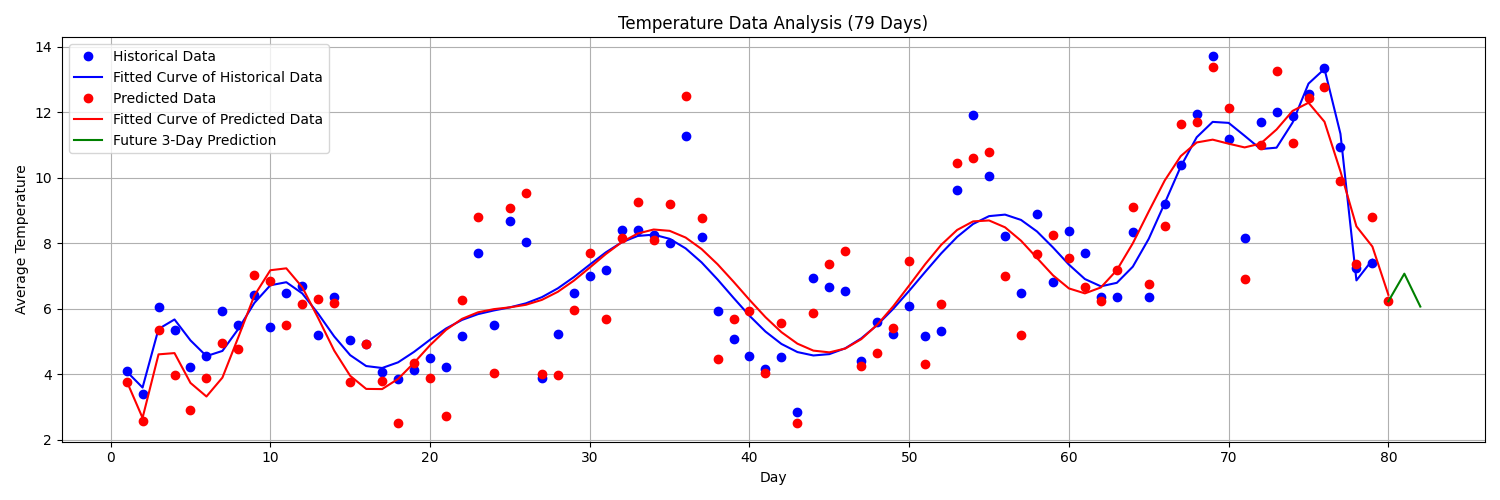 Temperature Data Analysis (79 Days)
Historical Data
Fitted Curve of Historical Data
Predicted Data
Fitted Curve of Predicted Data
Future 3-Day Prediction
Average Temperature
14
12
10
8
6
4
2
0 10 20 30 40 50 60 70 80
Day